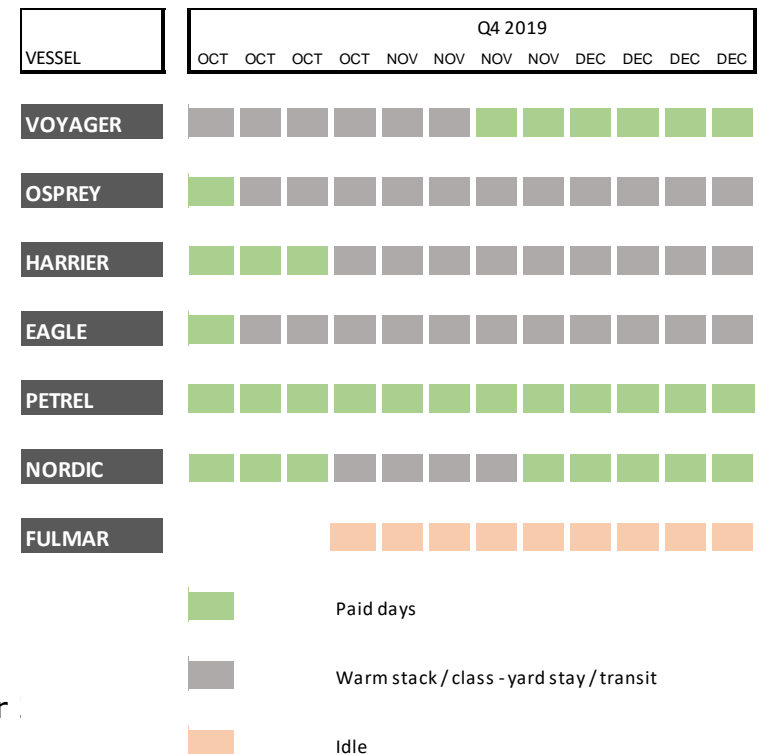 Q4 2019
VESSEL OCT OCT OCT OCT NOV NOV NOV NOV DEC DEC DEC DEC
VOYAGER
OSPREY
HARRIER
EAGLE
PETREL
NORDIC
FULMAR
Paid days
Warm stack / class - yard stay / transit
Idle